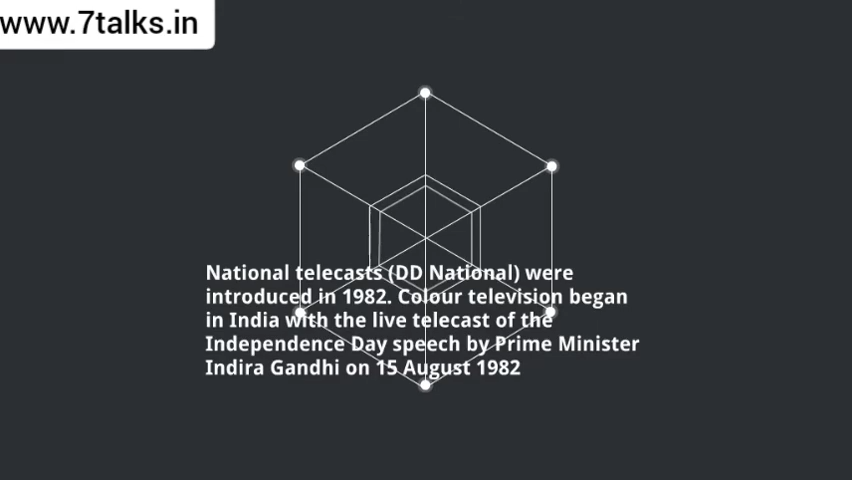 www.7talks.in
National telecasts (DD National) were
introduced in 1982. Colour television began
in India with the live telecast of the
Independence Day speech by Prime Minister
Indira Gandhi on 15 August 1982